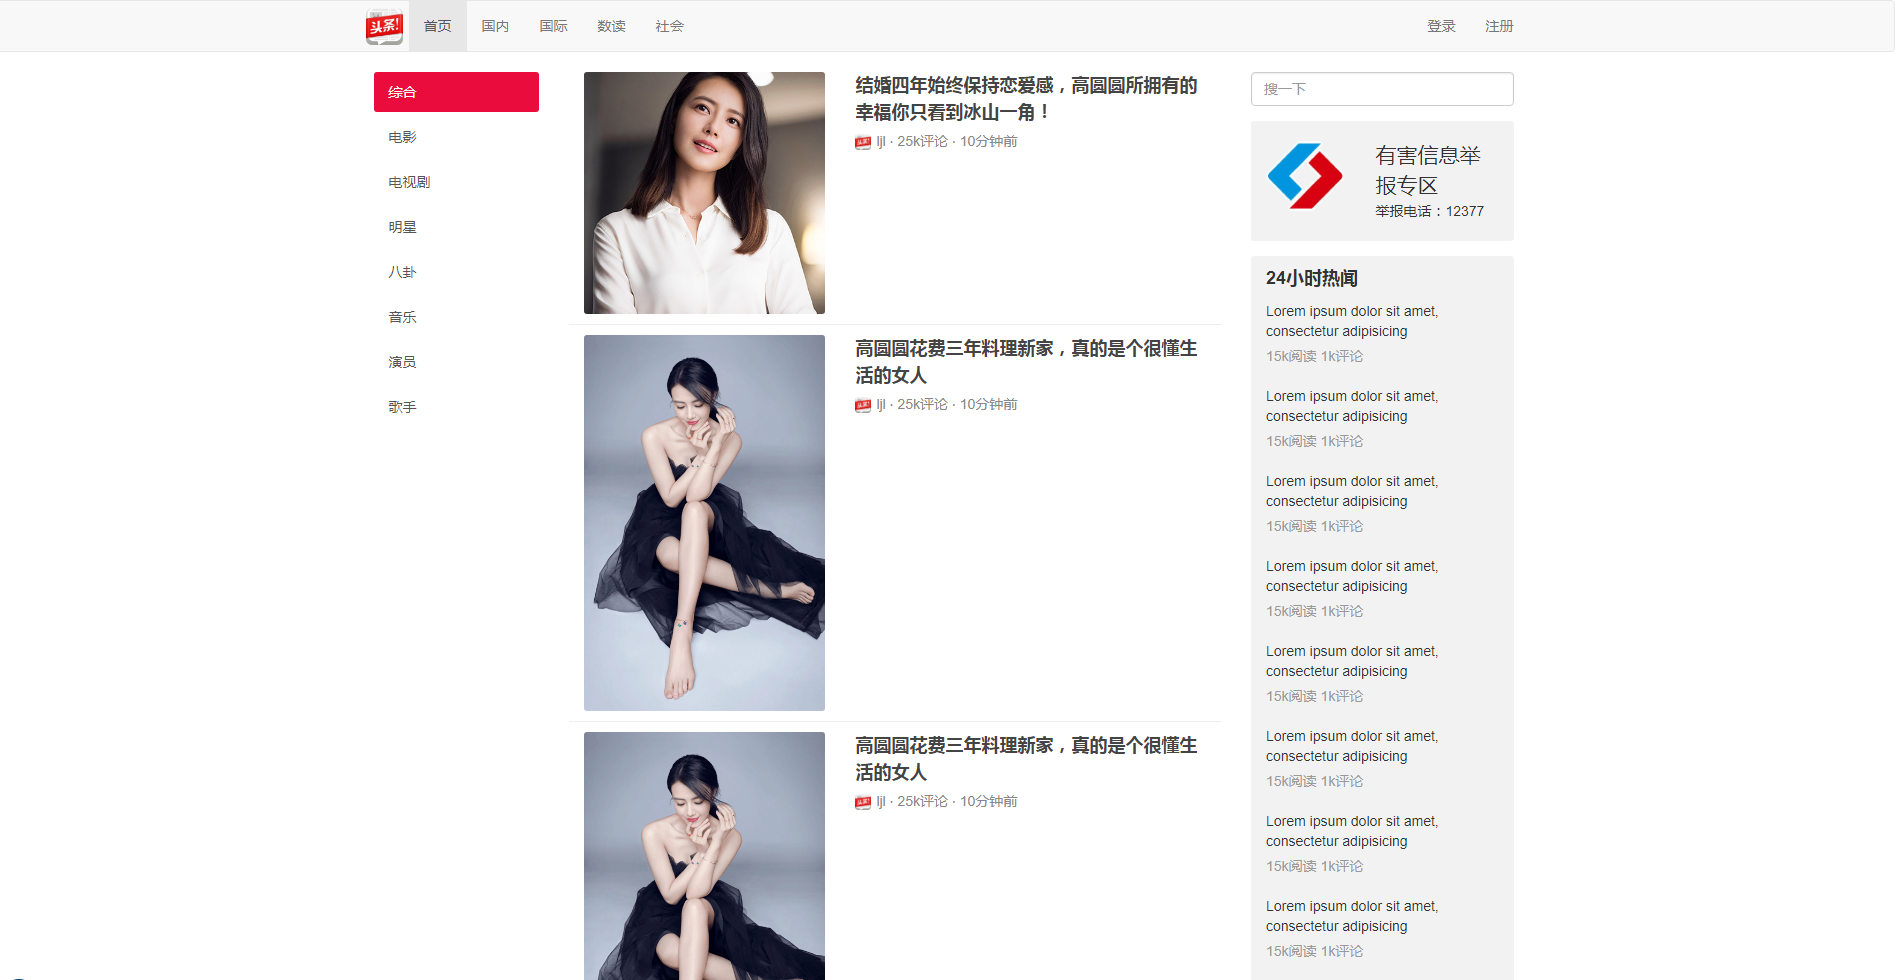 头条!
首页 国内 国际 数读 社会 登录 注册
综合
电影
电视剧
明星
八卦
音乐
演员
歌手
结婚四年始终保持恋爱感，高圆圆所拥有的
幸福你只看到冰山一角！
头条! ljl · 25k评论 · 10分钟前
高圆圆花费三年料理新家，真的是个很懂生
活的女人
头条! ljl · 25k评论 · 10分钟前
高圆圆花费三年料理新家，真的是个很懂生
活的女人
头条! ljl · 25k评论 · 10分钟前
搜一下
有害信息举
报专区
举报电话：12377
24小时热闻
Lorem ipsum dolor sit amet,
consectetur adipisicing
15k阅读 1k评论
Lorem ipsum dolor sit amet,
consectetur adipisicing
15k阅读 1k评论
Lorem ipsum dolor sit amet,
consectetur adipisicing
15k阅读 1k评论
Lorem ipsum dolor sit amet,
consectetur adipisicing
15k阅读 1k评论
Lorem ipsum dolor sit amet,
consectetur adipisicing
15k阅读 1k评论
Lorem ipsum dolor sit amet,
consectetur adipisicing
15k阅读 1k评论
Lorem ipsum dolor sit amet,
consectetur adipisicing
15k阅读 1k评论
Lorem ipsum dolor sit amet,
consectetur adipisicing
15k阅读 1k评论